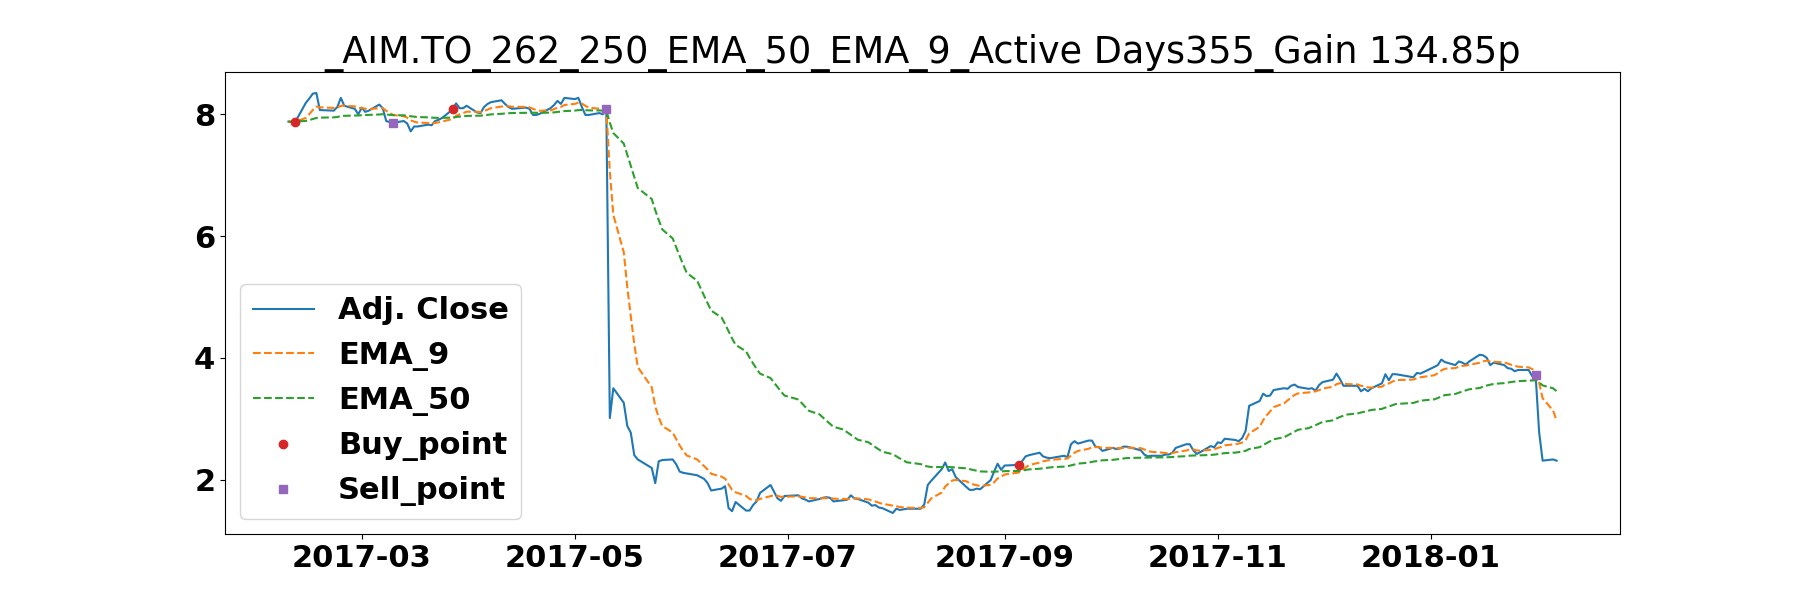 _AIM.TO_262_250_EMA_50_EMA_9_Active Days355_Gain 134.85p
8
6
4
2
Adj. Close
EMA_9
EMA_50
Buy_point
Sell_point
2017-03 2017-05 2017-07 2017-09 2017-11 2018-01